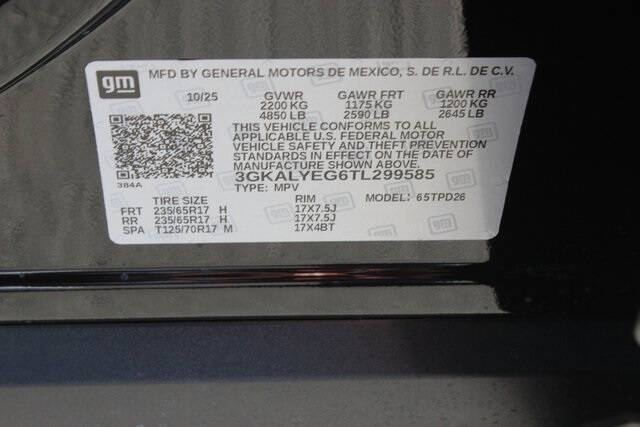 gm MFD BY GENERAL MOTORS DE MEXICO, S. DE R.L. DE C.V.
10/25 GVWR GAWR FRT GAWR RR
2200 KG 1175 KG 1200 KG
4850 LB 2590 LB 2645 LB
THIS VEHICLE CONFORMS TO ALL
APPLICABLE U.S. FEDERAL MOTOR
VEHICLE SAFETY AND THEFT PREVENTION
STANDARDS IN EFFECT ON THE DATE OF
MANUFACTURE SHOWN ABOVE.
3GKALYEG6TL299585
384A TYPE: MPV MODEL: 65TPD26
TIRE SIZE RIM
FRT 235/65R17 H 17X7.5J
RR 235/65R17 H 17X7.5J
SPA T125/70R17 M 17X4BT